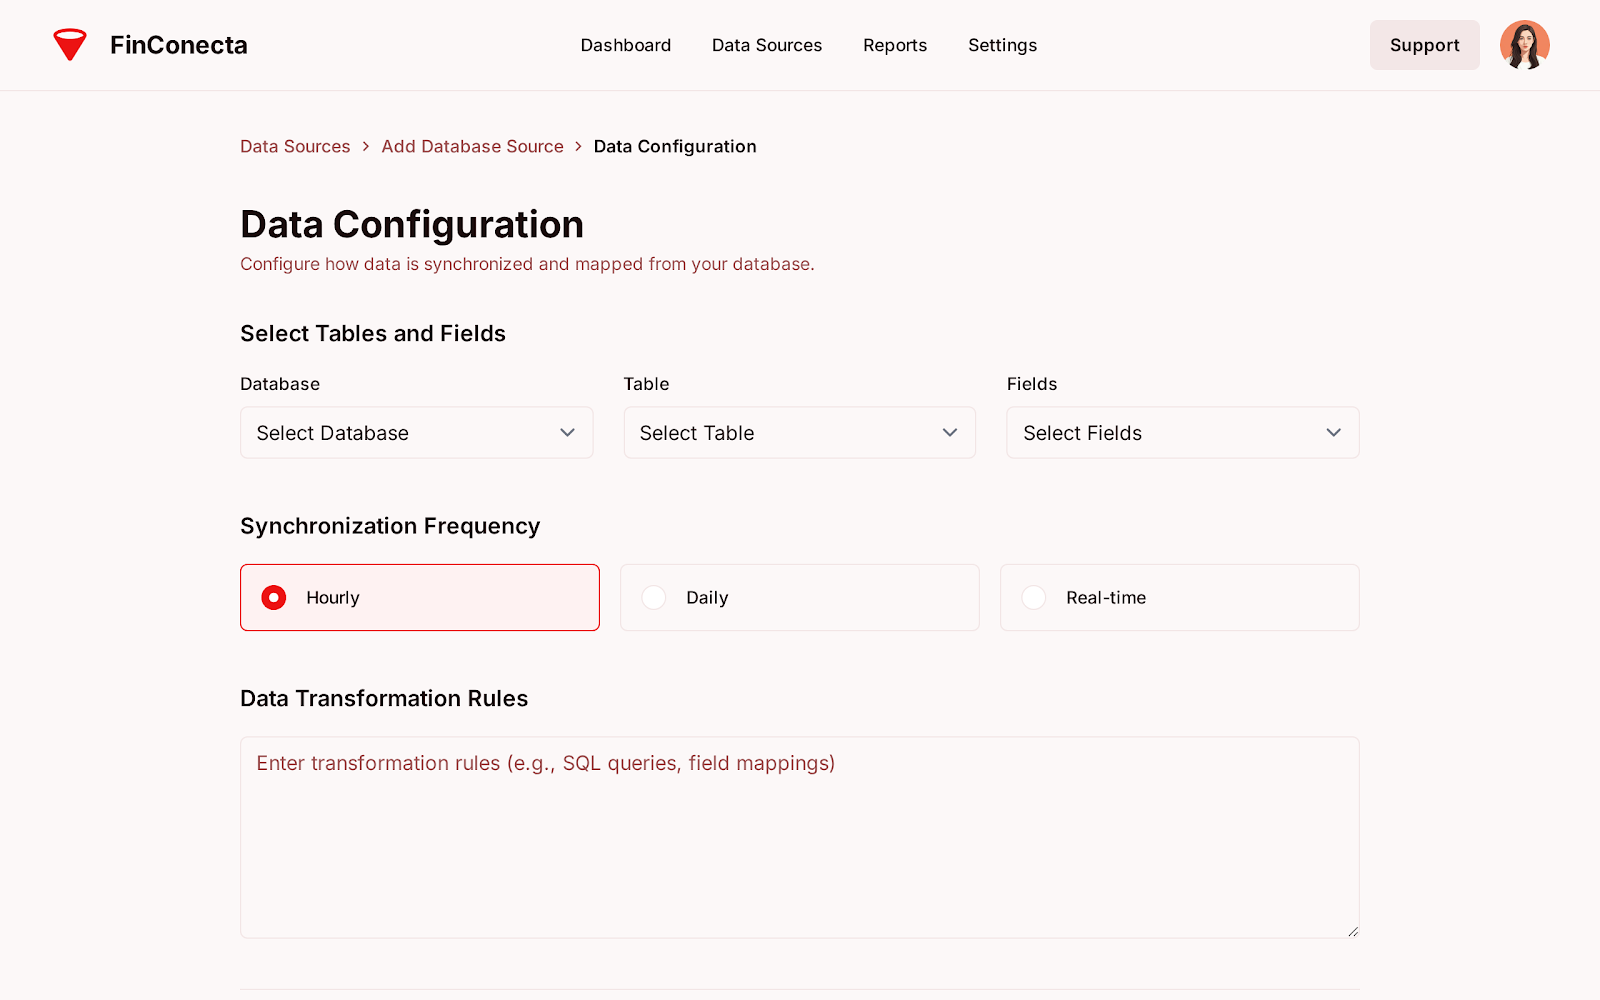 FinConecta
Dashboard
Data Sources
Reports
Settings
Support
Data Sources > Add Database Source > Data Configuration
Data Configuration
Configure how data is synchronized and mapped from your database.
Select Tables and Fields
Database
Table
Fields
Select Database
Select Table
Select Fields
Synchronization Frequency
Hourly
Daily
Real-time
Data Transformation Rules
Enter transformation rules (e.g., SQL queries, field mappings)